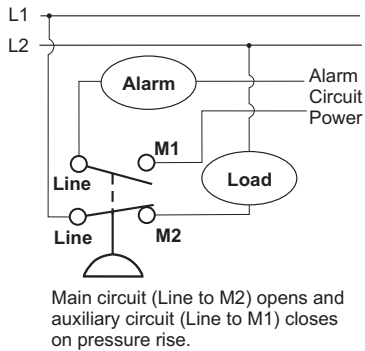 L1
L2
Alarm
Alarm
Circuit
Power
M1
Line
Load
Line
M2
Main circuit (Line to M2) opens and
auxiliary circuit (Line to M1) closes
on pressure rise.